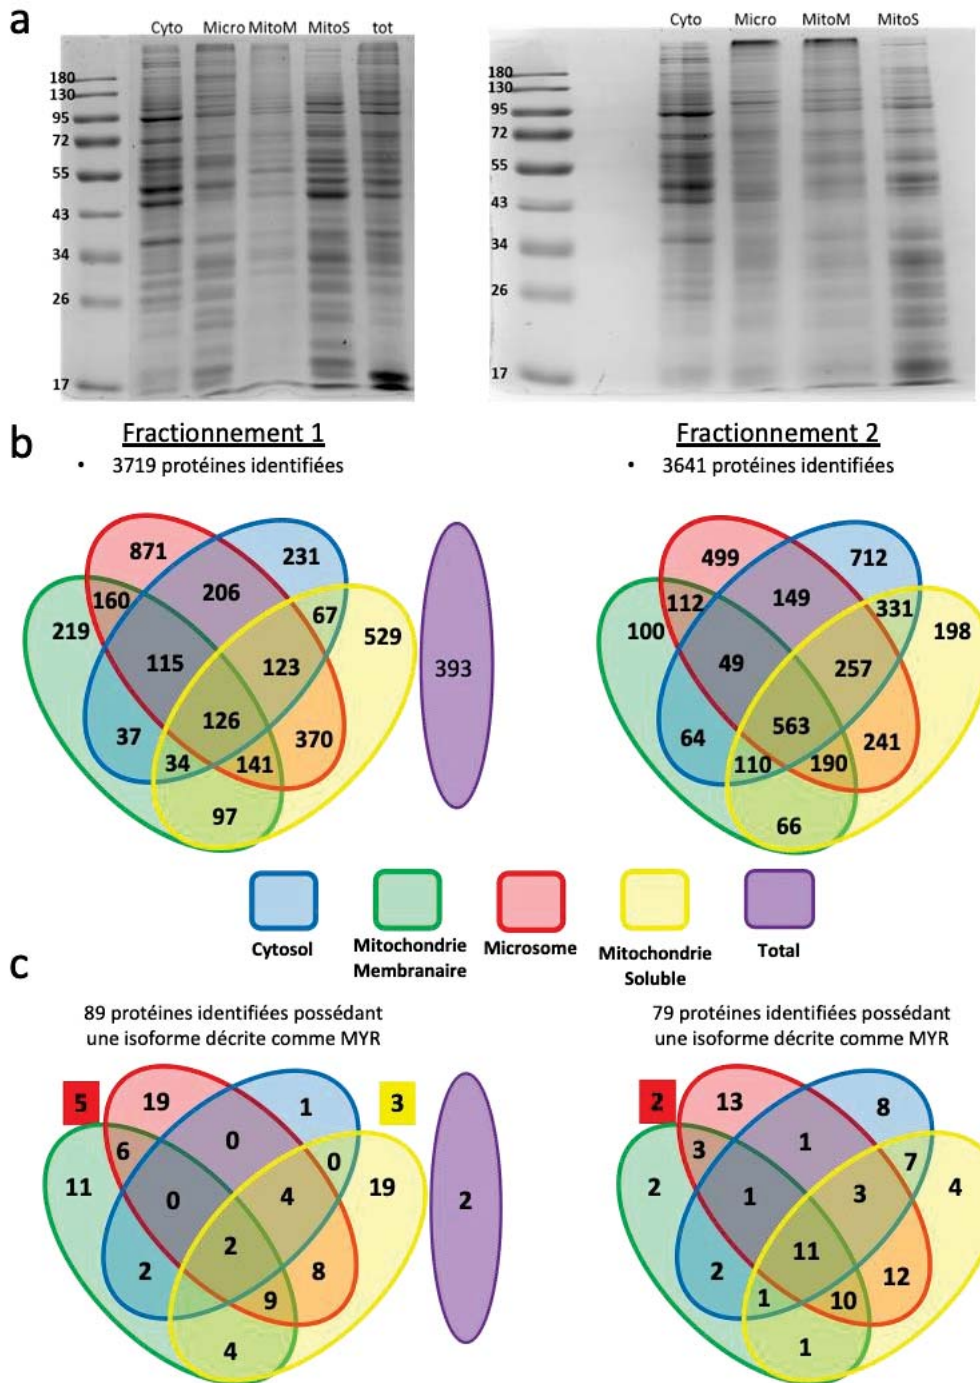 a
Cyto Micro MitoM MitoS tot
180
130
95
72
55
43
34
26
17
Cyto Micro MitoM MitoS
180
130
95
72
55
43
34
26
17
b
Fractionnement 1
• 3719 protéines identifiées
871 231
160 206 67
219 529
115 123
126
37 34 141 370
97
393
Fractionnement 2
• 3641 protéines identifiées
499 712
112 149 331
100 198
49 257
563
64 110 190 241
66
Cytosol
Mitochondrie
Membranaire
Microsome
Mitochondrie
Soluble
Total
c
89 protéines identifiées possédant
une isoforme décrite comme MYR
5 19 1 3
6 0 0
11 0 4 19
2
2 9 8
4
2
79 protéines identifiées possédant
une isoforme décrite comme MYR
2 13 8
3 1 7
2 1 3 4
11
2 1 10 12
1